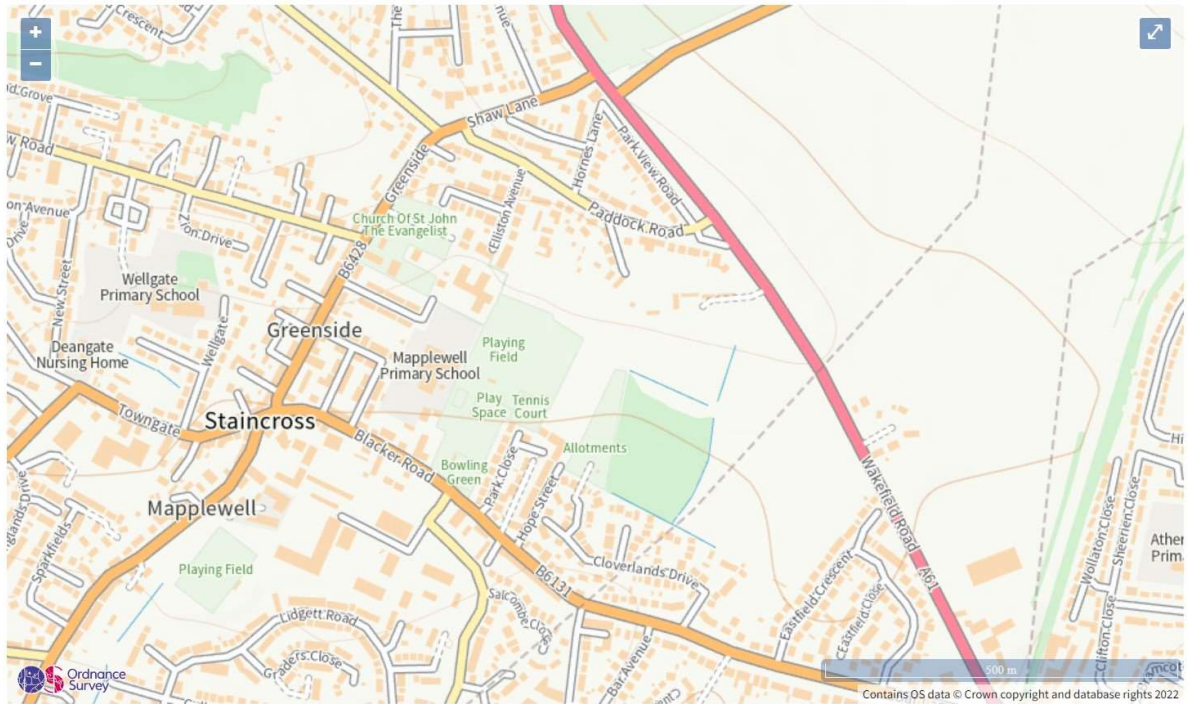 +
−
Crescent
The
Shaw Lane
Hornes Lane
Park View Road
Greenside
Elliston Avenue
Paddock Road
Church Of St John
The Evangelist
B6428
Zion Drive
Drive
New Street
Wellgate
Primary School
Wellgate
Greenside
Deangate
Nursing Home
Mapplewell
Primary School
Playing
Field
Play
Space
Tennis
Court
Towngate
Staincross
Blacker Road
Allotments
Bowling
Green
Park Close
Hope Street
Mapplewell
Wakefield Road
A61
Sparkfields
Playing Field
B6131
Cloverlands Drive
Salcombe Close
Eastfield Crescent
Eastfield Close
Wollaton Close
Sheerien Close
Clifton Close
Lidgett Road
Graders Close
Bar Avenue
Ordnance
Survey
500 m
Contains OS data © Crown copyright and database rights 2022